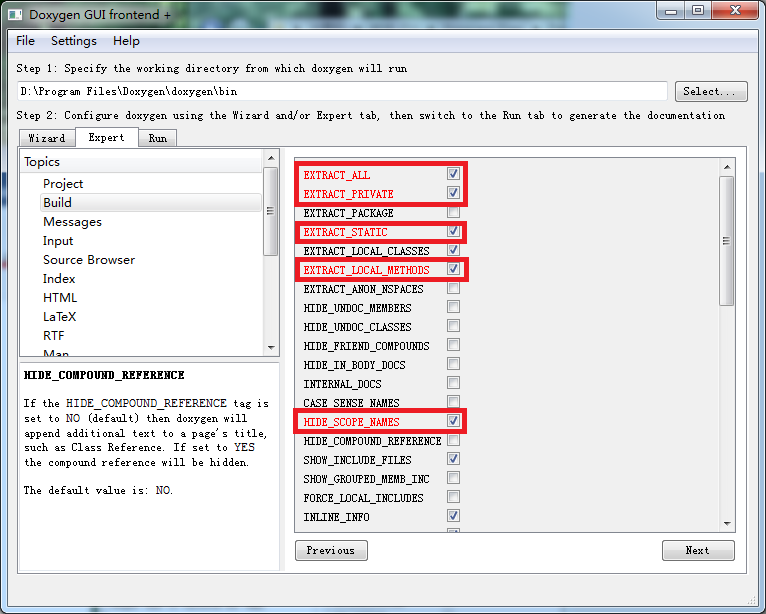 Doxygen GUI frontend +
File Settings Help
Step 1: Specify the working directory from which doxygen will run
D:\Program Files\Doxygen\doxygen\bin
Select...
Step 2: Configure doxygen using the Wizard and/or Expert tab, then switch to the Run tab to generate the documentation
Wizard Expert Run
Topics
Project
Build
Messages
Input
Source Browser
Index
HTML
LaTeX
RTF
Man
HIDE_COMPOUND_REFERENCE
If the HIDE_COMPOUND_REFERENCE tag is
set to NO (default) then doxygen will
append additional text to a page's title,
such as Class Reference. If set to YES
the compound reference will be hidden.
The default value is: NO.
EXTRACT_ALL
EXTRACT_PRIVATE
EXTRACT_PACKAGE
EXTRACT_STATIC
EXTRACT_LOCAL_CLASSES
EXTRACT_LOCAL_METHODS
EXTRACT_ANON_NSPACES
HIDE_UNDOC_MEMBERS
HIDE_UNDOC_CLASSES
HIDE_FRIEND_COMPOUNDS
HIDE_IN_BODY_DOCS
INTERNAL_DOCS
CASE_SENSE_NAMES
HIDE_SCOPE_NAMES
HIDE_COMPOUND_REFERENCE
SHOW_INCLUDE_FILES
SHOW_GROUPED_MEMB_INC
FORCE_LOCAL_INCLUDES
INLINE_INFO
Previous
Next